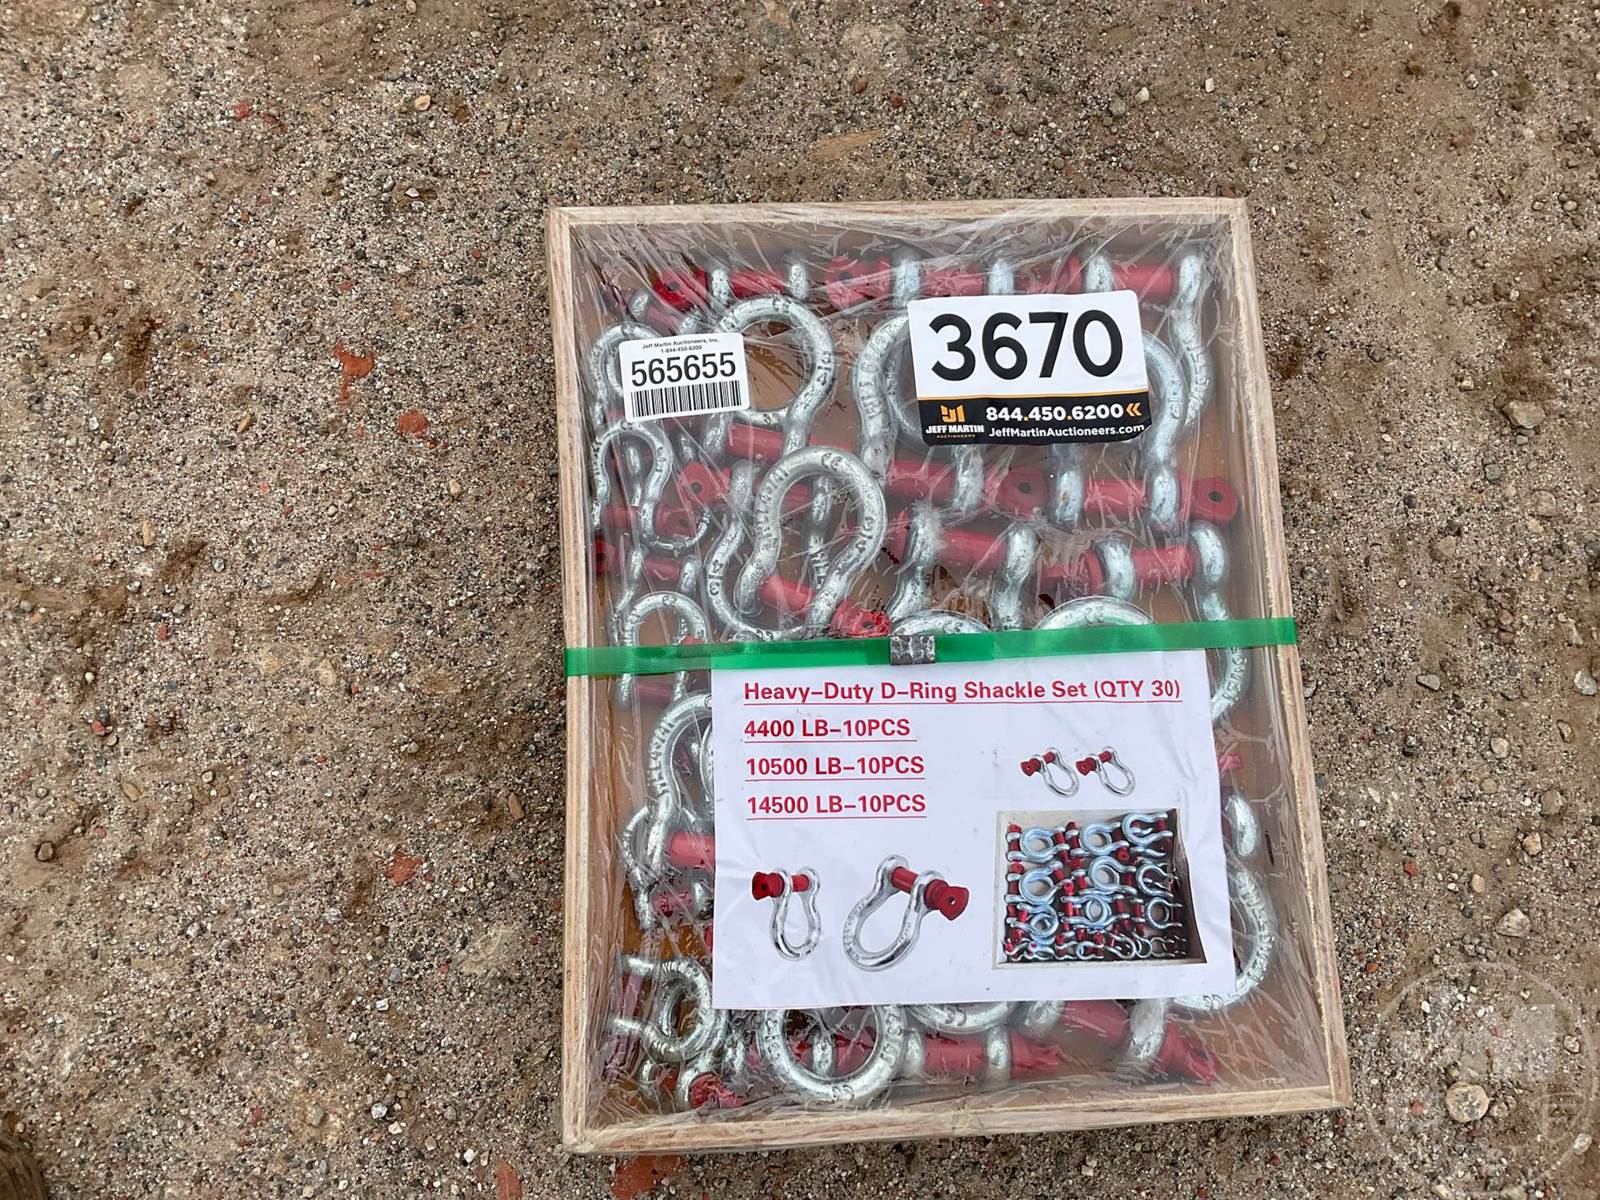 Jeff Martin Auctioneers, Inc.
1-844-450-6200
565655
3670
844.450.6200
JEFF MARTIN
AUCTIONEERS
JeffMartinAuctioneers.com
Heavy-Duty D-Ring Shackle Set (QTY 30)
4400 LB-10PCS
10500 LB-10PCS
14500 LB-10PCS